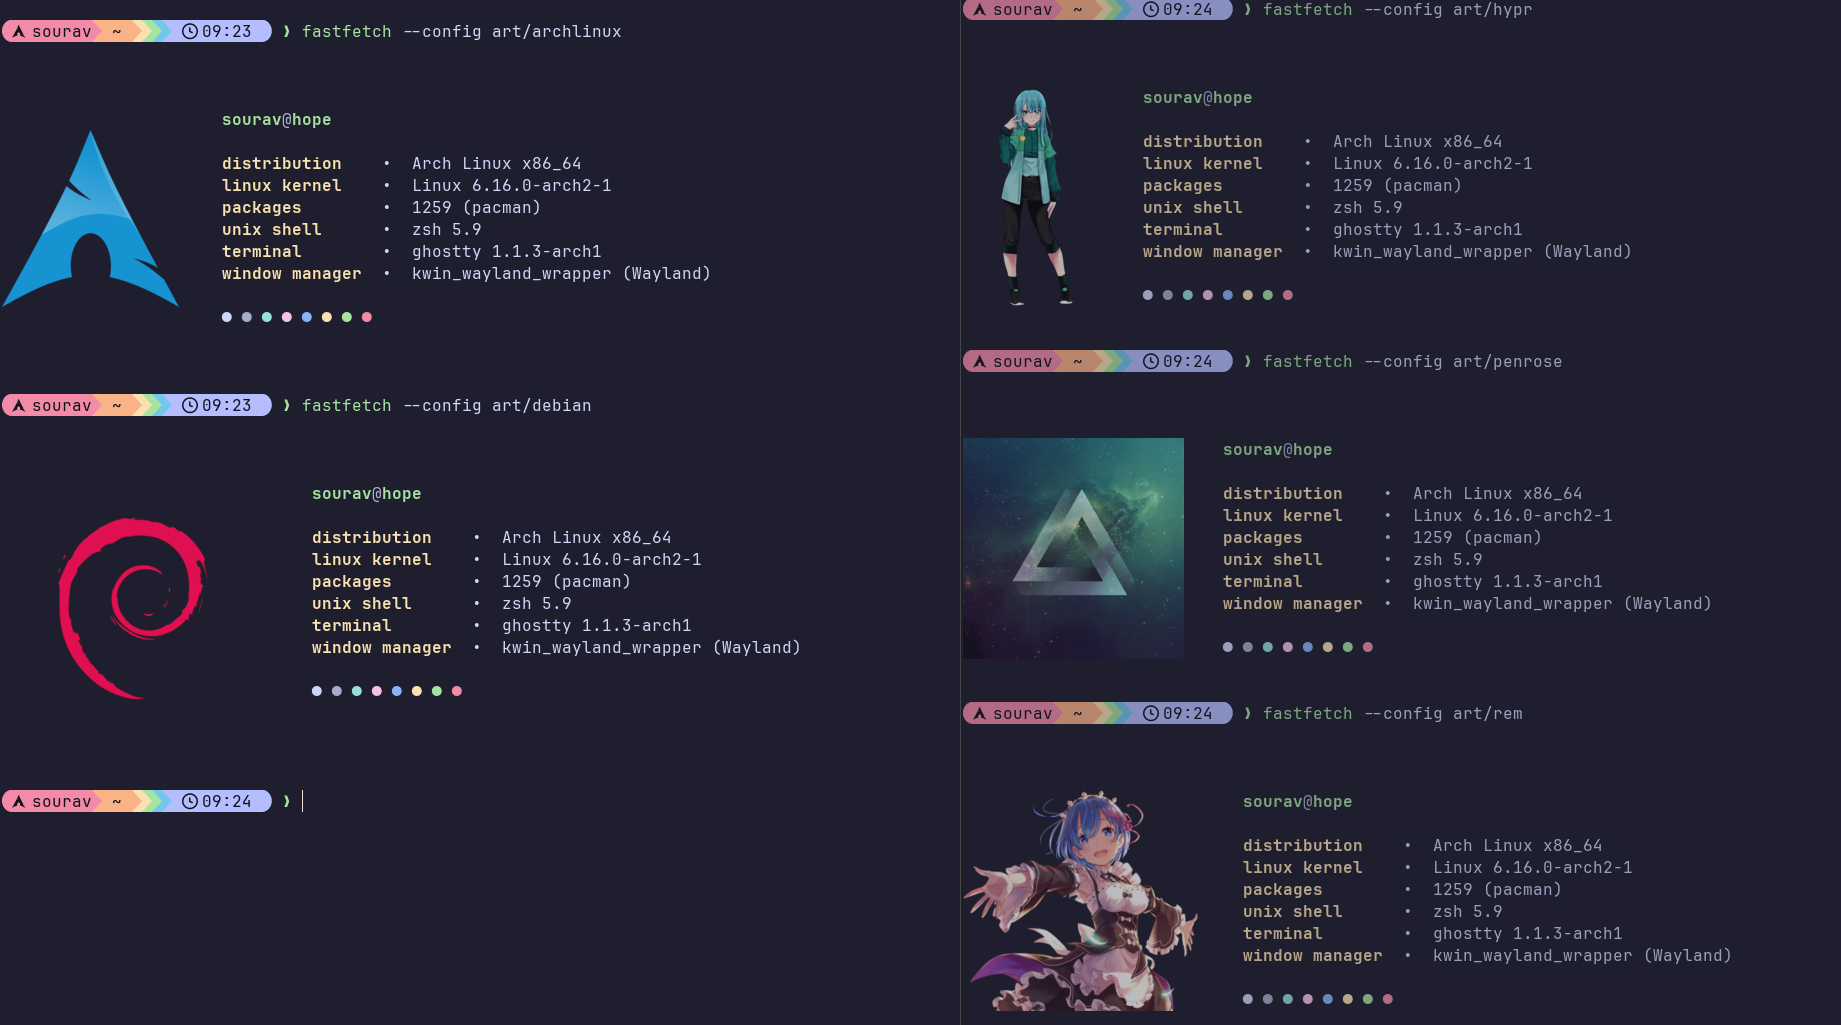 sourav ~ 09:23 ❱ fastfetch --config art/archlinux
sourav@hope
distribution • Arch Linux x86_64
linux kernel • Linux 6.16.0-arch2-1
packages • 1259 (pacman)
unix shell • zsh 5.9
terminal • ghostty 1.1.3-arch1
window manager • kwin_wayland_wrapper (Wayland)
sourav ~ 09:23 ❱ fastfetch --config art/debian
sourav@hope
distribution • Arch Linux x86_64
linux kernel • Linux 6.16.0-arch2-1
packages • 1259 (pacman)
unix shell • zsh 5.9
terminal • ghostty 1.1.3-arch1
window manager • kwin_wayland_wrapper (Wayland)
sourav ~ 09:24 ❱
sourav ~ 09:24 ❱ fastfetch --config art/hypr
sourav@hope
distribution • Arch Linux x86_64
linux kernel • Linux 6.16.0-arch2-1
packages • 1259 (pacman)
unix shell • zsh 5.9
terminal • ghostty 1.1.3-arch1
window manager • kwin_wayland_wrapper (Wayland)
sourav ~ 09:24 ❱ fastfetch --config art/penrose
sourav@hope
distribution • Arch Linux x86_64
linux kernel • Linux 6.16.0-arch2-1
packages • 1259 (pacman)
unix shell • zsh 5.9
terminal • ghostty 1.1.3-arch1
window manager • kwin_wayland_wrapper (Wayland)
sourav ~ 09:24 ❱ fastfetch --config art/rem
sourav@hope
distribution • Arch Linux x86_64
linux kernel • Linux 6.16.0-arch2-1
packages • 1259 (pacman)
unix shell • zsh 5.9
terminal • ghostty 1.1.3-arch1
window manager • kwin_wayland_wrapper (Wayland)